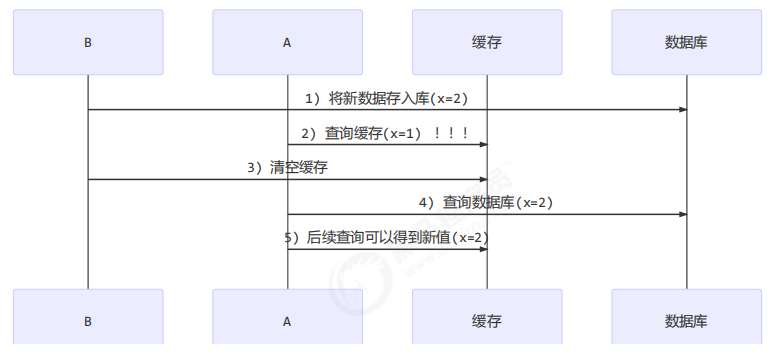 B A 缓存 数据库
1) 将新数据存入库(x=2)
2) 查询缓存(x=1) !!!
3) 清空缓存
4) 查询数据库(x=2)
5) 后续查询可以得到新值(x=2)
B A 缓存 数据库